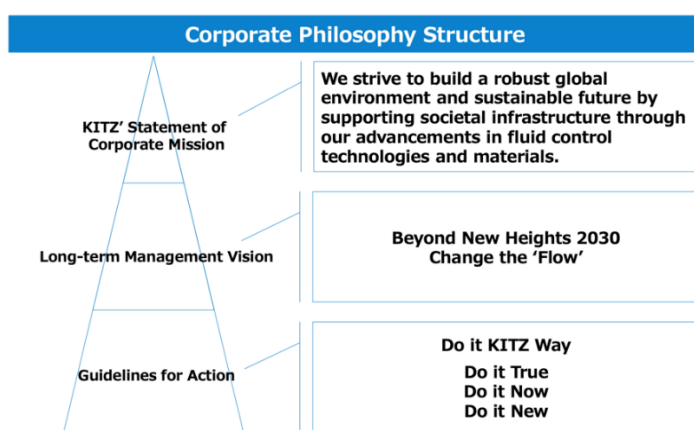 Corporate Philosophy Structure
KITZ' Statement of
Corporate Mission
We strive to build a robust global
environment and sustainable future by
supporting societal infrastructure through
our advancements in fluid control
technologies and materials.
Long-term Management Vision
Beyond New Heights 2030
Change the ‘Flow’
Guidelines for Action
Do it KITZ Way
Do it True
Do it Now
Do it New